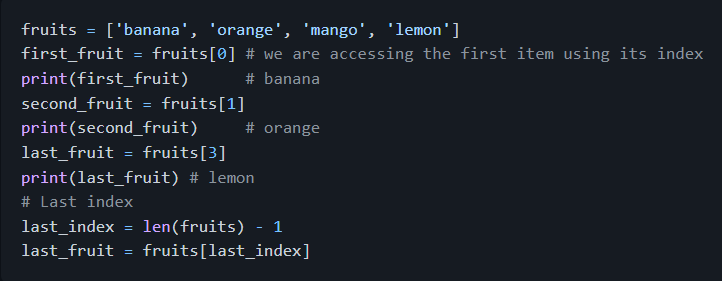 fruits = ['banana', 'orange', 'mango', 'lemon']
first_fruit = fruits[0] # we are accessing the first item using its index
print(first_fruit)      # banana
second_fruit = fruits[1]
print(second_fruit)     # orange
last_fruit = fruits[3]
print(last_fruit) # lemon
# Last index
last_index = len(fruits) - 1
last_fruit = fruits[last_index]